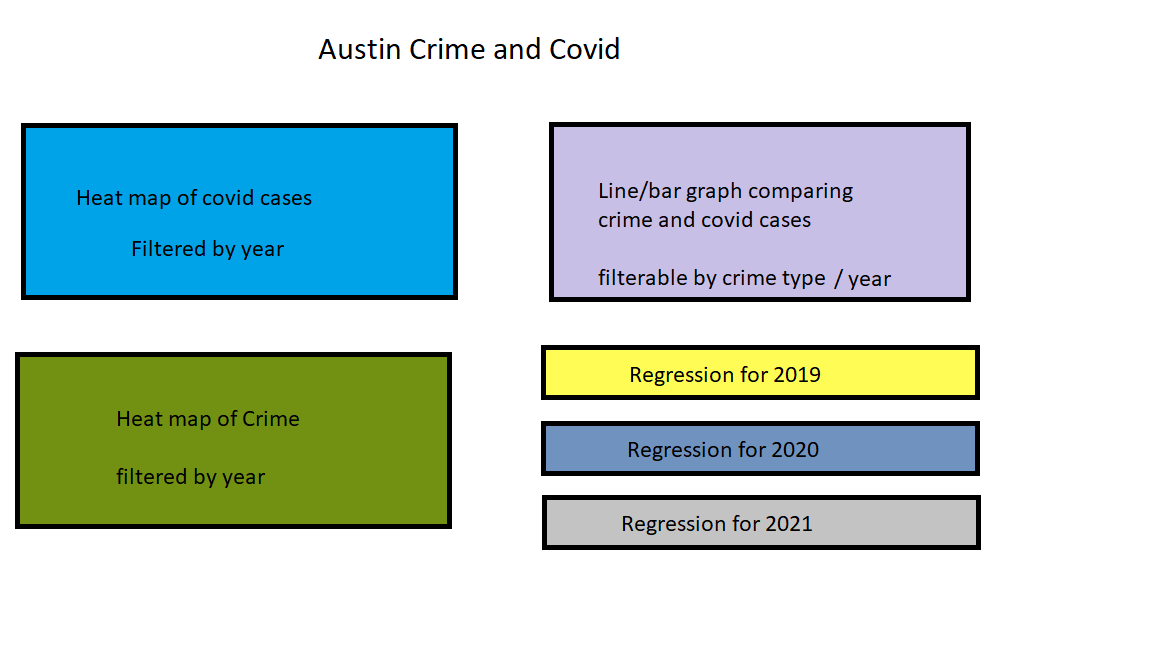 Austin Crime and Covid
Heat map of covid cases
Filtered by year
Line/bar graph comparing
crime and covid cases
filterable by crime type / year
Heat map of Crime
filtered by year
Regression for 2019
Regression for 2020
Regression for 2021